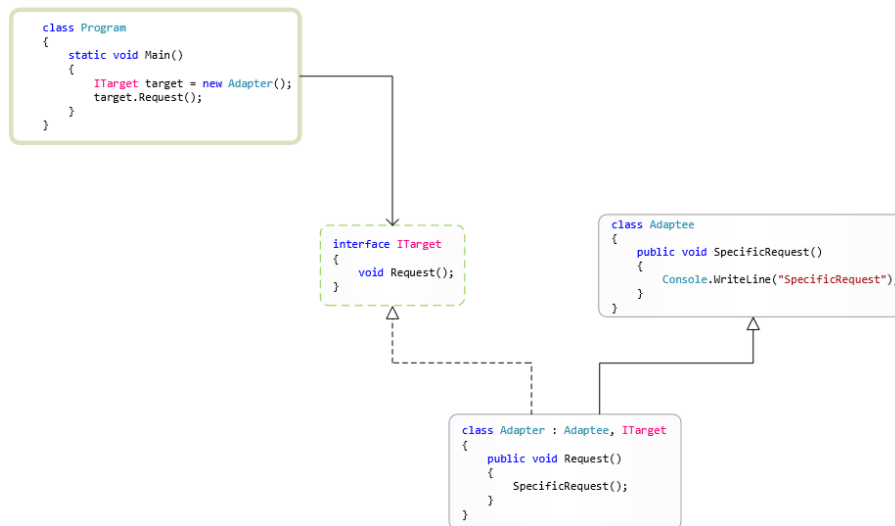 class Program
{
static void Main()
{
ITarget target = new Adapter();
target.Request();
}
}
interface ITarget
{
void Request();
}
class Adaptee
{
public void SpecificRequest()
{
Console.WriteLine("SpecificRequest");
}
}
class Adapter : Adaptee, ITarget
{
public void Request()
{
SpecificRequest();
}
}